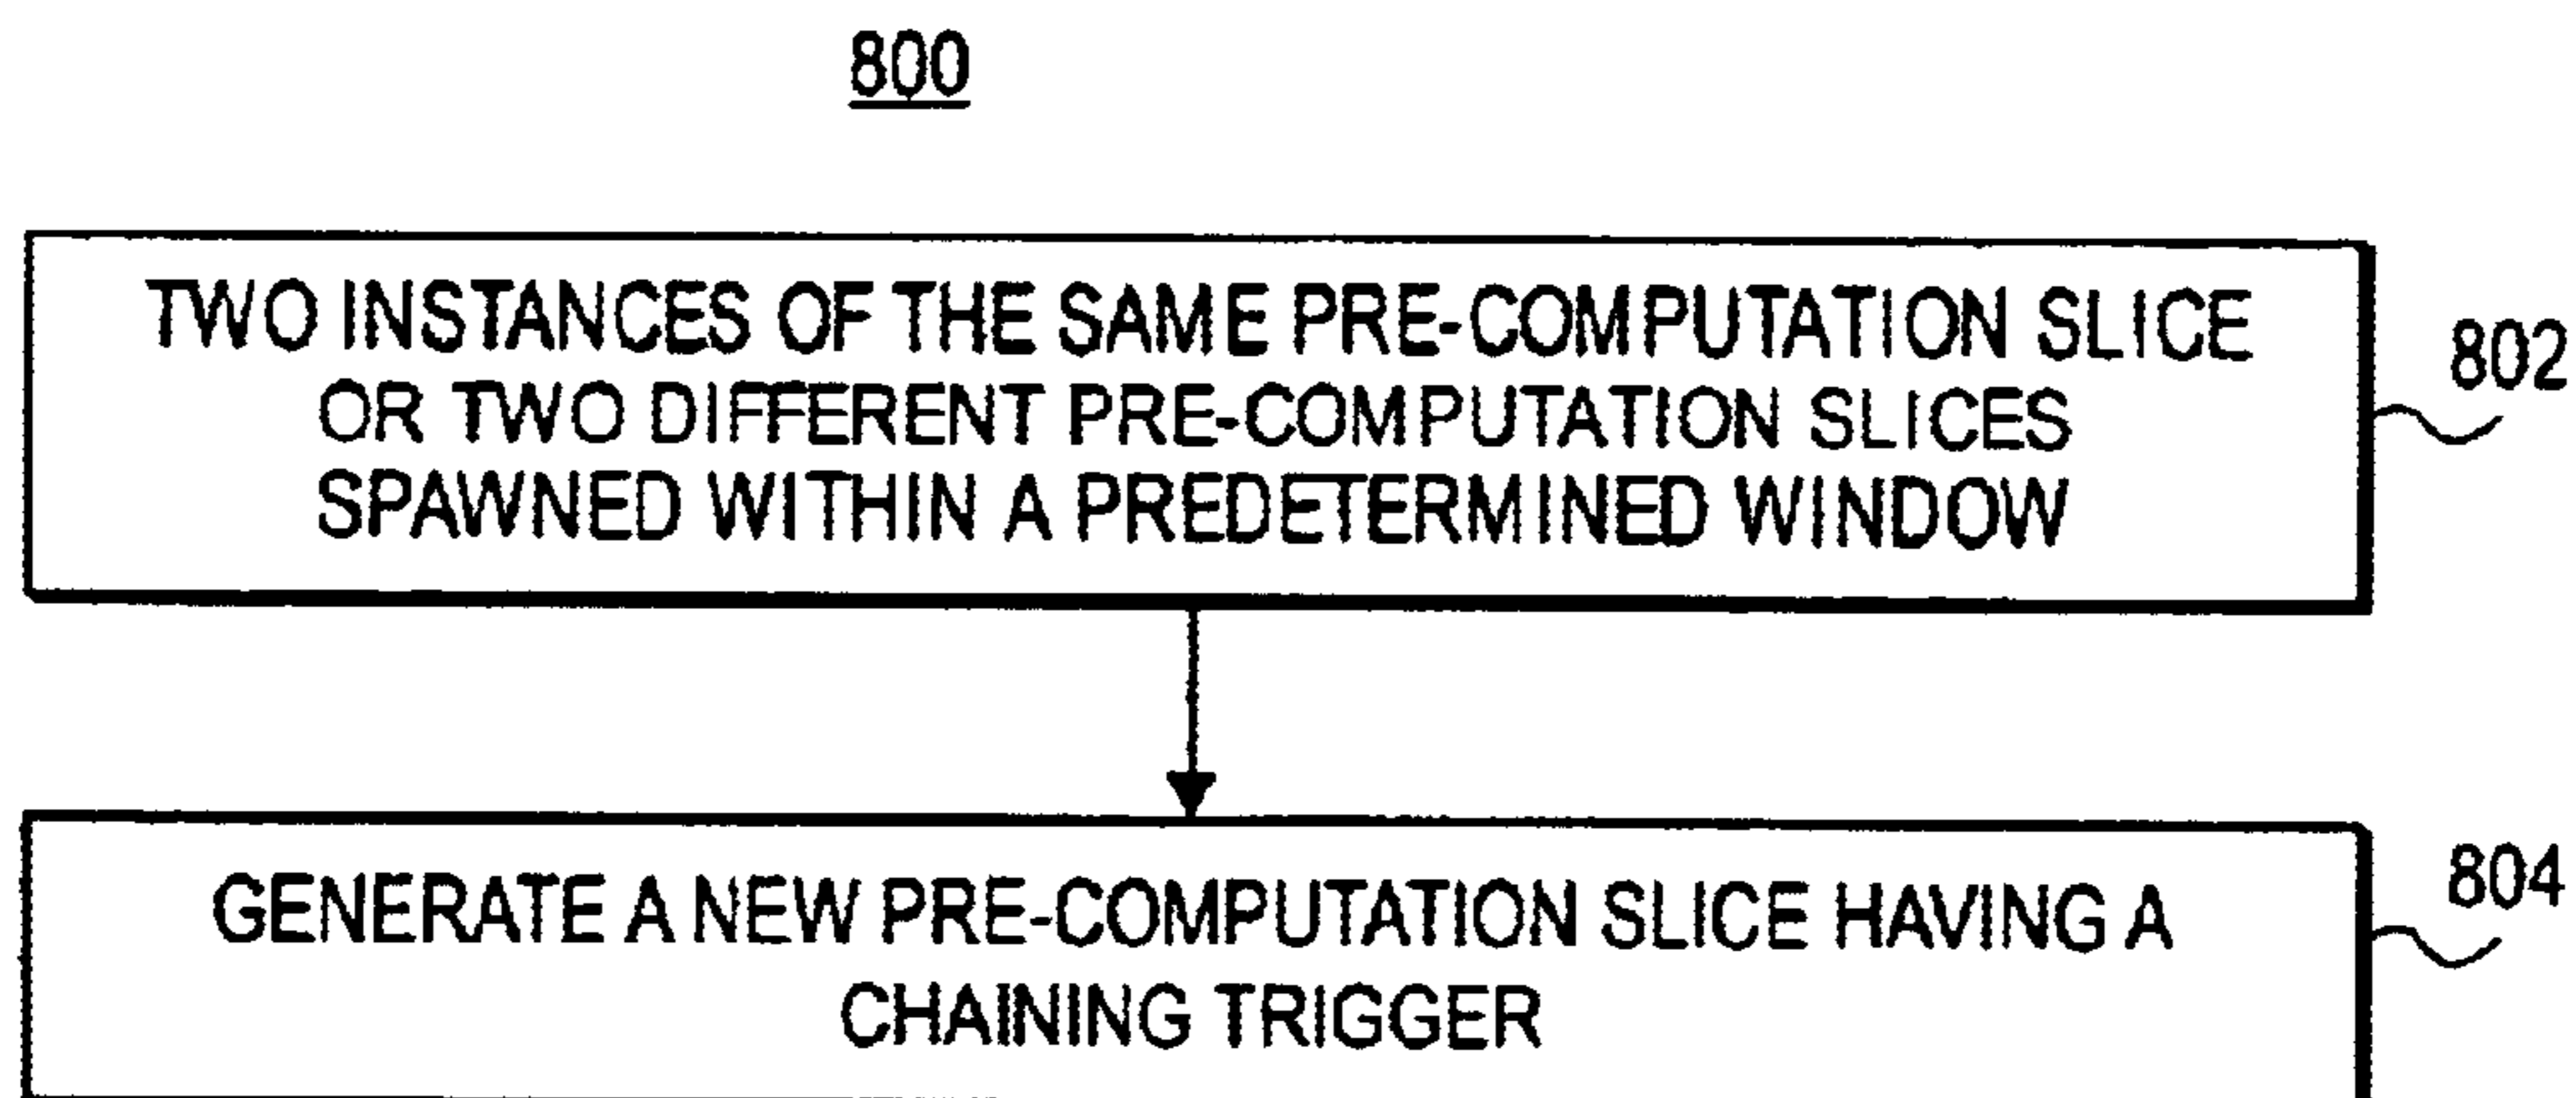 800
TWO INSTANCES OF THE SAME PRE-COMPUTATION SLICE
OR TWO DIFFERENT PRE-COMPUTATION SLICES
SPAWNED WITHIN A PREDETERMINED WINDOW
802
GENERATE A NEW PRE-COMPUTATION SLICE HAVING A
CHAINING TRIGGER
804